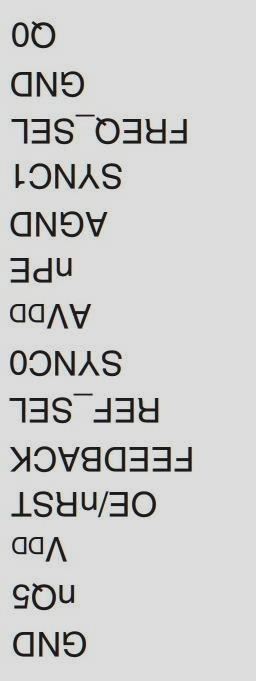 GND
nQ5
VDD
OE/nRST
FEEDBACK
REF_SEL
SYNC0
AVDD
nPE
AGND
SYNC1
FREQ_SEL
GND
Q0